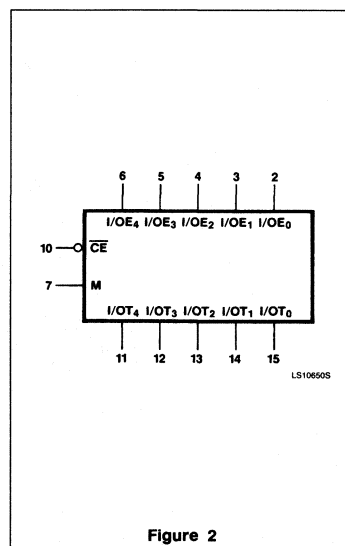 6 5 4 3 2
I/OE4 I/OE3 I/OE2 I/OE1 I/OE0
10 CE
7 M
I/OT4 I/OT3 I/OT2 I/OT1 I/OT0
11 12 13 14 15
LS10650S
Figure 2